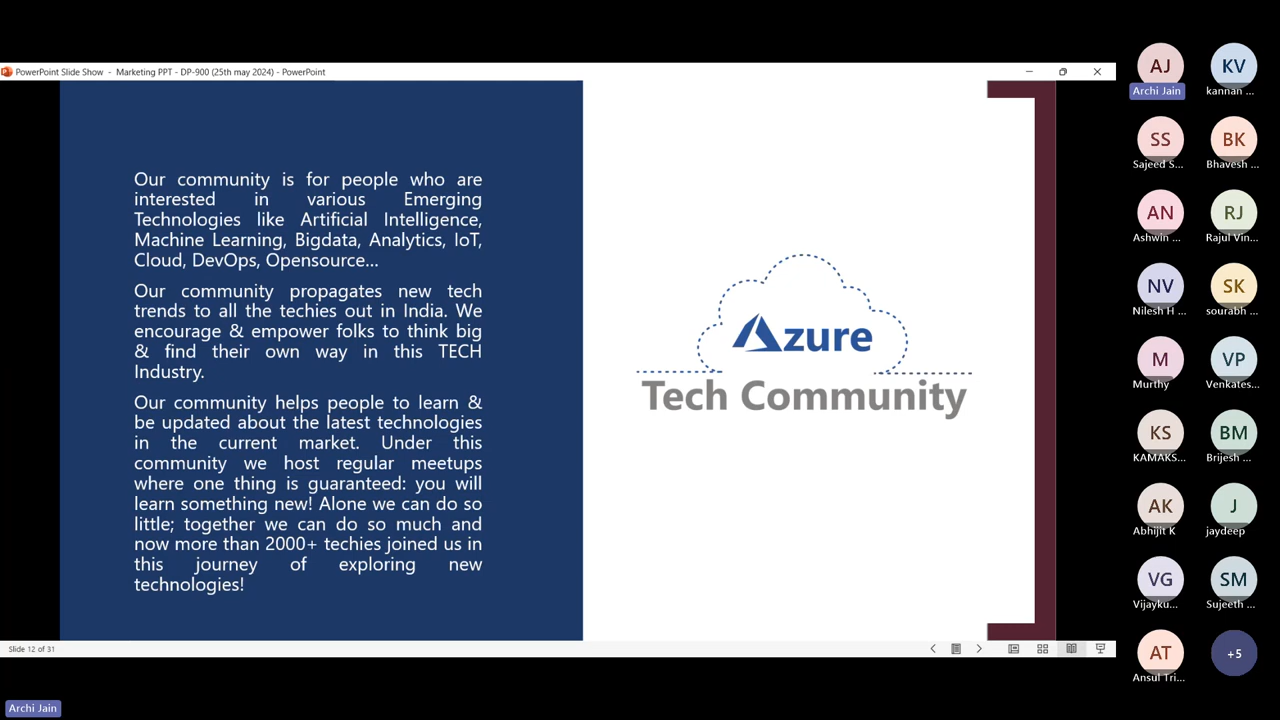 PowerPoint Slide Show - Marketing PPT - DP-900 (25th may 2024) - PowerPoint
Our community is for people who are
interested in various Emerging
Technologies like Artificial Intelligence,
Machine Learning, Bigdata, Analytics, IoT,
Cloud, DevOps, Opensource...
Our community propagates new tech
trends to all the techies out in India. We
encourage & empower folks to think big
& find their own way in this TECH
Industry.
Our community helps people to learn &
be updated about the latest technologies
in the current market. Under this
community we host regular meetups
where one thing is guaranteed: you will
learn something new! Alone we can do so
little; together we can do so much and
now more than 2000+ techies joined us in
this journey of exploring new
technologies!
Azure
Tech Community
Slide 12 of 31
Archi Jain
AJ
Archi Jain
KV
kannan ...
SS
Sajeed S...
BK
Bhavesh ...
AN
Ashwin ...
RJ
Rajul Vin...
NV
Nilesh H ...
SK
sourabh ...
M
Murthy
VP
Venkates...
KS
KAMAKS...
BM
Brijesh ...
AK
Abhijit K
J
jaydeep
VG
Vijayku...
SM
Sujeeth ...
AT
Ansul Tri...
+5